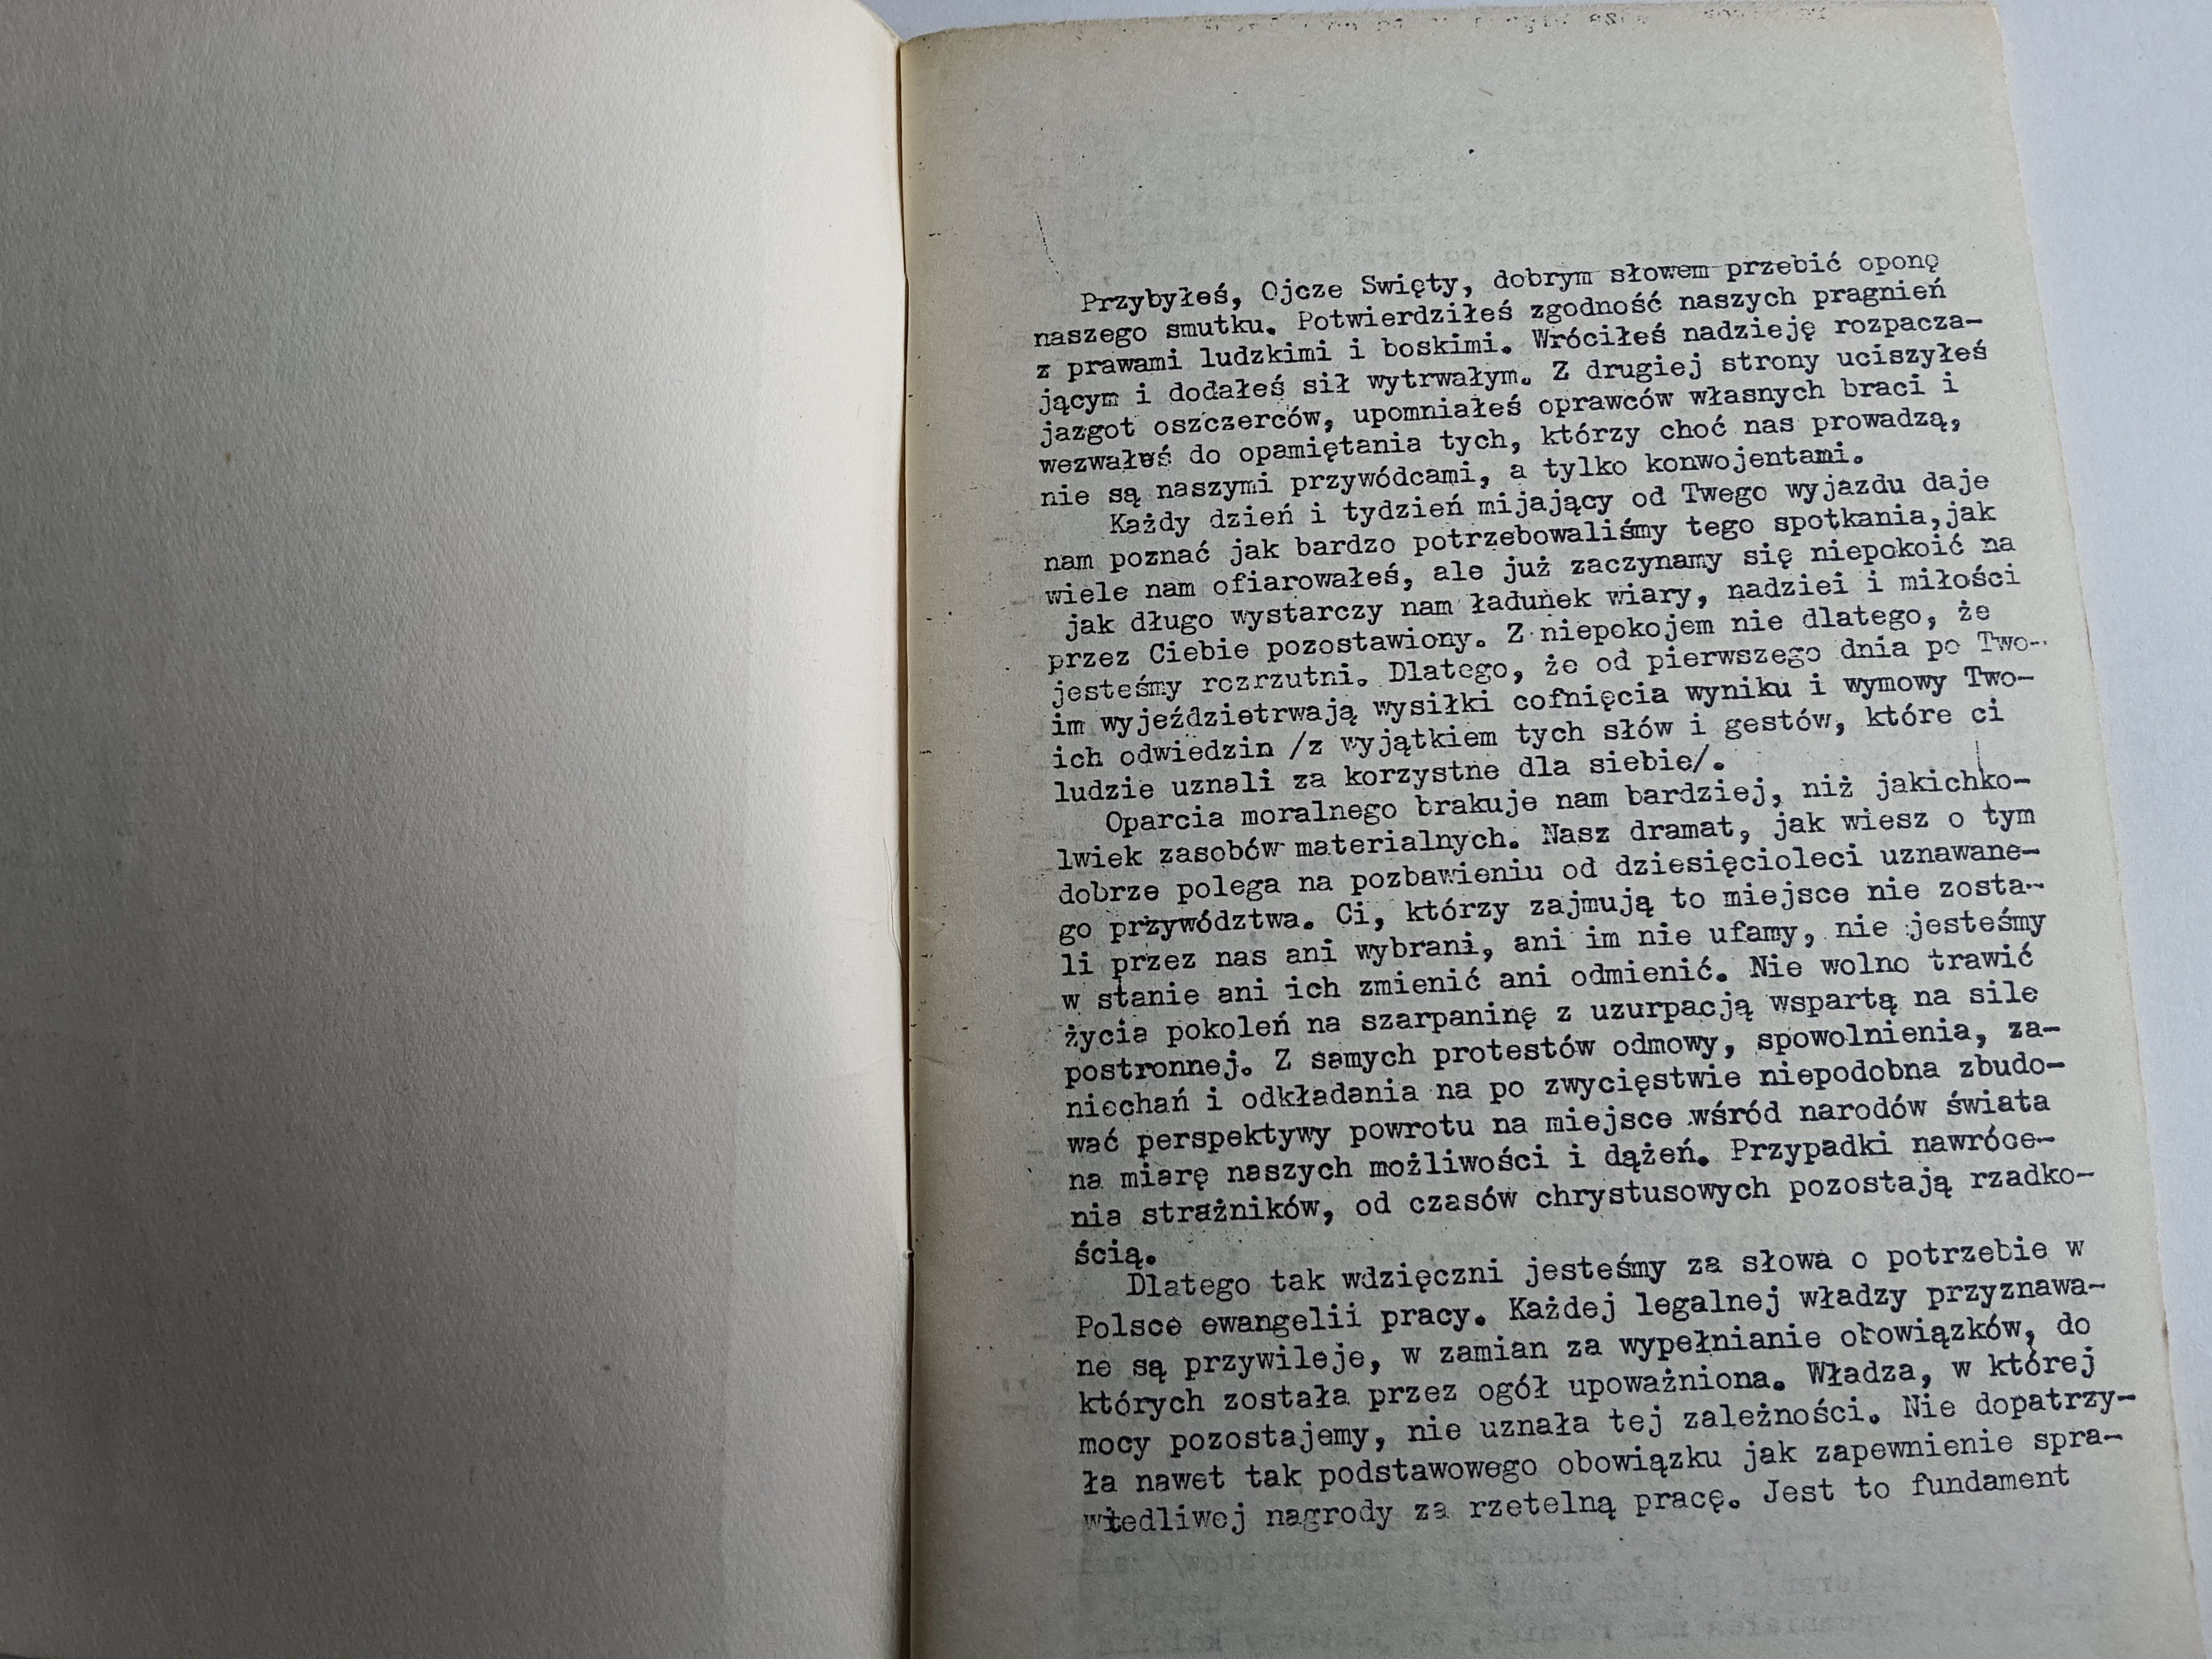 Przybyłeś, Ojcze Swięty, dobrym słowem przebić oponę
naszego smutku. Potwierdziłeś zgodność naszych pragnień
z prawami ludzkimi i boskimi. Wróciłeś nadzieję rozpacza-
jącym i dodałeś sił wytrwałym. Z drugiej strony uciszyłeś
jazgot oszczerców, upomniałeś oprawców własnych braci i
wezwałeś do opamiętania tych, którzy choć nas prowadzą,
nie są naszymi przywódcami, a tylko konwojentami.
Każdy dzień i tydzień mijający od Twego wyjazdu daje
nam poznać jak bardzo potrzebowaliśmy tego spotkania,jak
wiele nam ofiarowałeś, ale już zaczynamy się niepokoić na
jak długo wystarczy nam ładunek wiary, nadziei i miłości
przez Ciebie pozostawiony. Z niepokojem nie dlatego, że
jesteśmy rozrzutni. Dlatego, że od pierwszego dnia po Two-
im wyjeździetrwają wysiłki cofnięcia wyniku i wymowy Two-
ich odwiedzin /z wyjątkiem tych słów i gestów, które ci
ludzie uznali za korzystne dla siebie/.
Oparcia moralnego brakuje nam bardziej, niż jakichko-
lwiek zasobów materialnych. Nasz dramat, jak wiesz o tym
dobrze polega na pozbawieniu od dziesięcioleci uznawane-
go przywództwa. Ci, którzy zajmują to miejsce nie zosta-
li przez nas ani wybrani, ani im nie ufamy, nie jesteśmy
w stanie ani ich zmienić ani odmienić. Nie wolno trawić
życia pokoleń na szarpaninę z uzurpacją wspartą na sile
postronnej. Z samych protestów odmowy, spowolnienia, za-
niechań i odkładania na po zwycięstwie niepodobna zbudo-
wać perspektywy powrotu na miejsce wśród narodów świata
na miarę naszych możliwości i dążeń. Przypadki nawróce-
nia strażników, od czasów chrystusowych pozostają rzadko-
ścią.
Dlatego tak wdzięczni jesteśmy za słowa o potrzebie w
Polsce ewangelii pracy. Każdej legalnej władzy przyznawa-
ne są przywileje, w zamian za wypełnianie obowiązków, do
których została przez ogół upoważniona. Władza, w której
mocy pozostajemy, nie uznała tej zależności. Nie dopatrzy-
ła nawet tak podstawowego obowiązku jak zapewnienie spra-
wiedliwej nagrody za rzetelną pracę. Jest to fundament